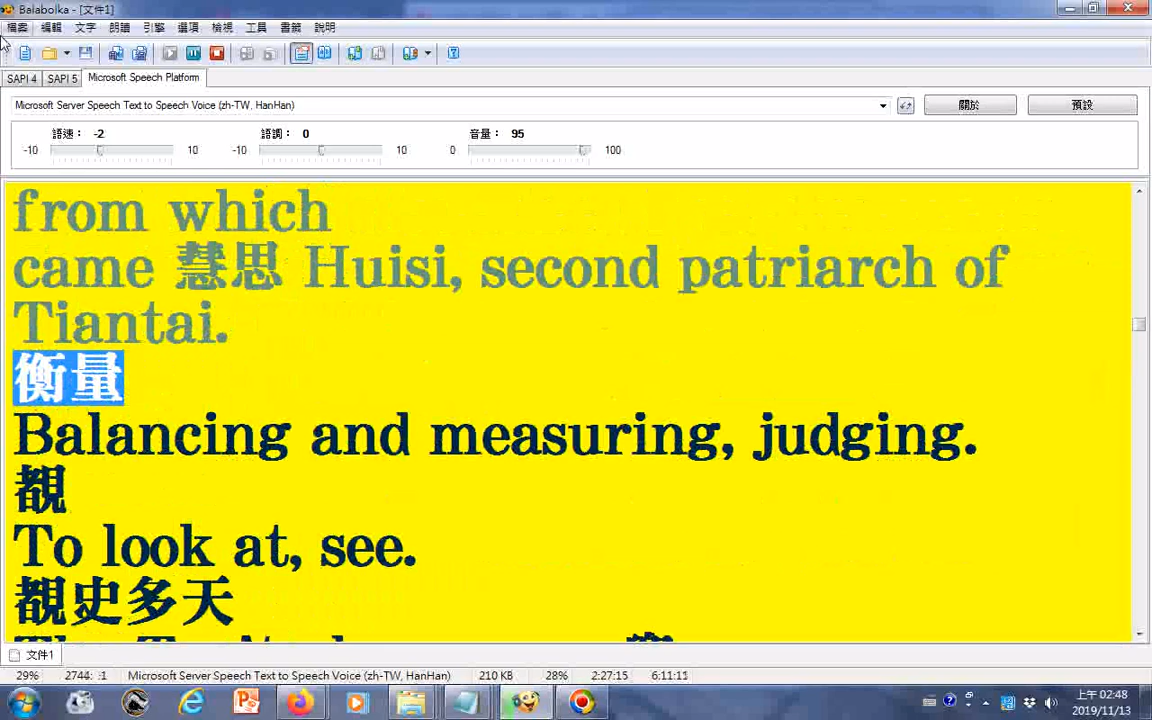 Balabolka - [文件1]
檔案 編輯 文字 朗讀 引擎 選項 檢視 工具 書籤 說明
SAPI 4 SAPI 5 Microsoft Speech Platform
Microsoft Server Speech Text to Speech Voice (zh-TW, HanHan) 關於 預設
語速： -2 語調： 0 音量： 95
-10 10 -10 10 0 100
from which
came 慧思 Huisi, second patriarch of
Tiantai.
衡量
Balancing and measuring, judging.
覩
To look at, see.
覩史多天
文件1
29% 2744: :1 Microsoft Server Speech Text to Speech Voice (zh-TW, HanHan) 210 KB 28% 2:27:15 6:11:11
上午 02:48
2019/11/13